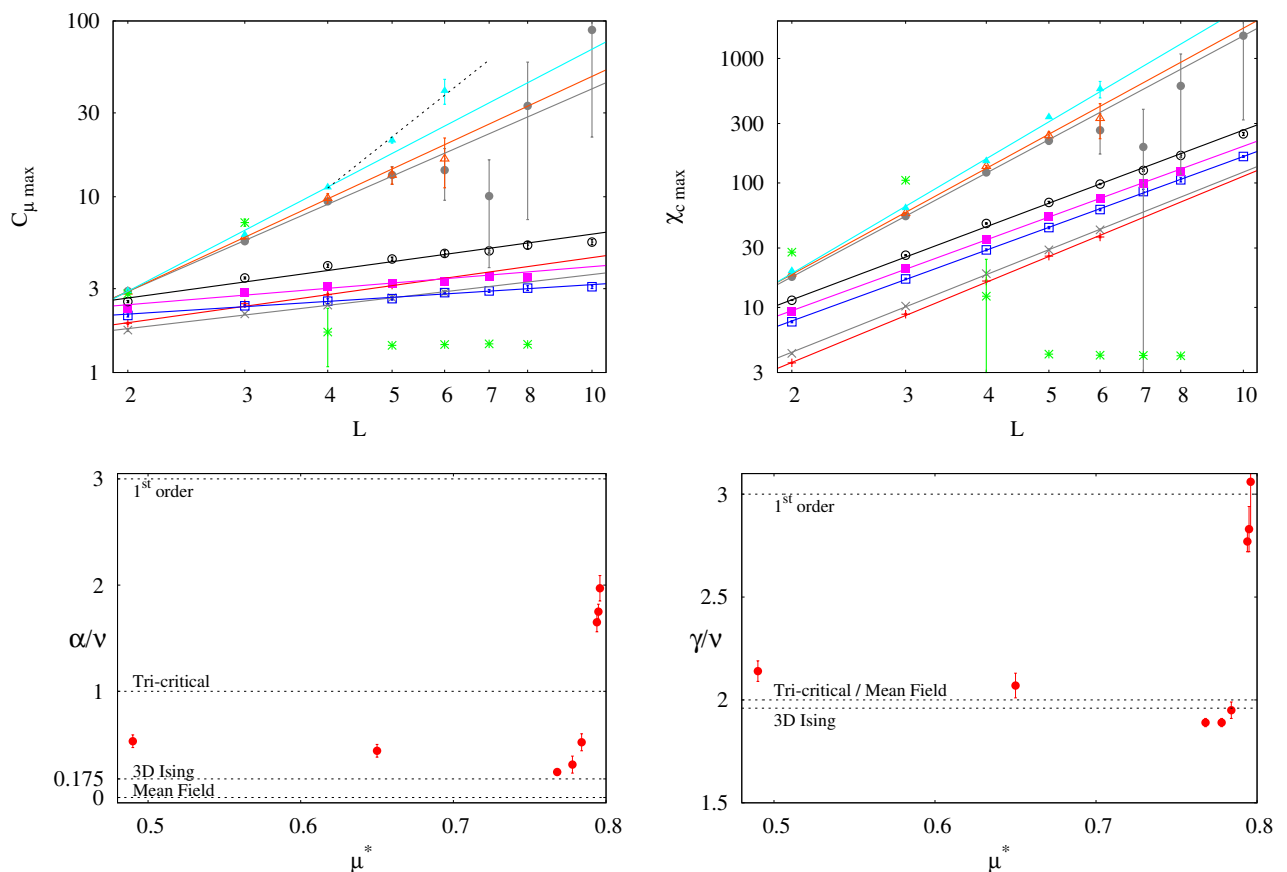 100
30
10
3
1
C μ max
2
3
4
5
6
7
8
10
L
1000
300
100
30
10
3
χ c max
2
3
4
5
6
7
8
10
L
3
2
1
0.175
0
α/ν
1st order
Tri-critical
3D Ising
Mean Field
0.5
0.6
0.7
0.8
μ*
3
2.5
2
1.5
γ/ν
1st order
Tri-critical / Mean Field
3D Ising
0.5
0.6
0.7
0.8
μ*